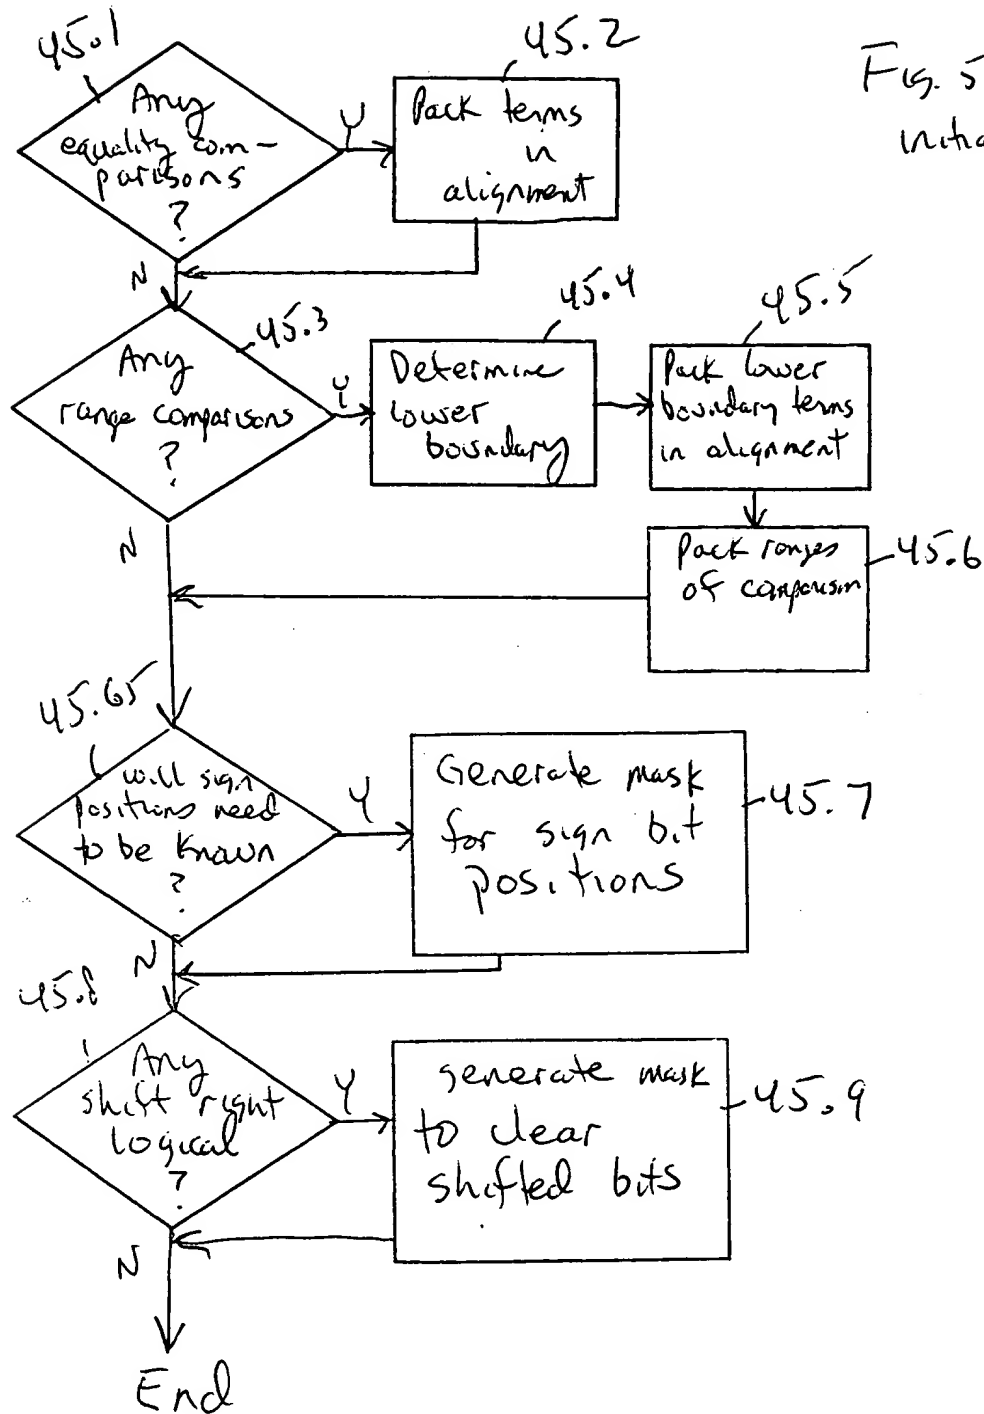 45.1
Any
equality com-
parisons
?
Y
45.2
Pack terms
in
alignment
Fig. 5
N
45.3
Any
range comparisons
?
Y
45.4
Determine
lower
boundary
45.5
Pack lower
boundary terms
in alignment
45.6
Pack ranges
of comparison
N
45.65
will sign
positions need
to be known
?
Y
45.7
Generate mask
for sign bit
positions
N
45.8
Any
shift right
logical
?
Y
45.9
generate mask
to clear
shifted bits
N
End